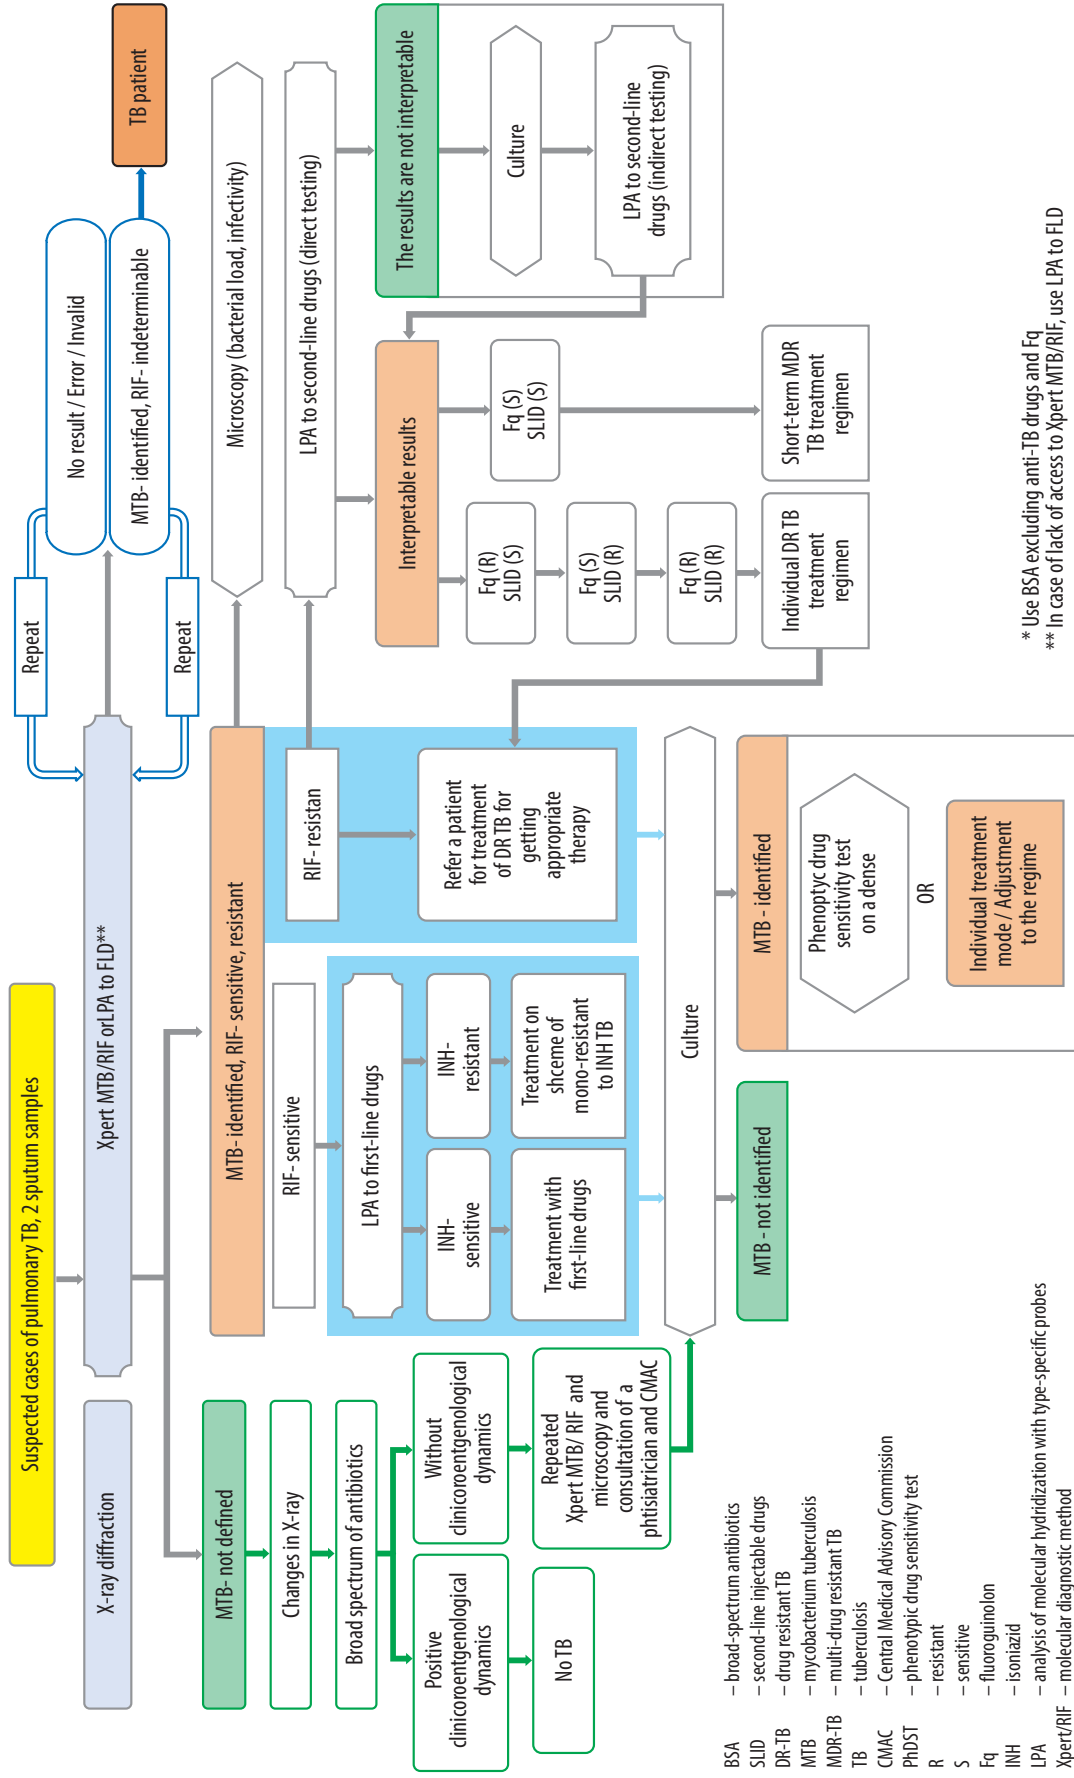 Suspected cases of pulmonary TB, 2 sputum samples
X-ray diffraction
Xpert MTB/RIF orLPA to FLD**
Repeat
Repeat
No result / Error / Invalid
MTB- identified, RIF- indeterminable
TB patient
MTB- not defined
Changes in X-ray
Broad spectrum of antibiotics
Positive
clinicoroentgenological
dynamics
Without
clinicoroentgenological
dynamics
No TB
Repeated
Xpert MTB/ RIF and
microscopy and
consultation of a
phtisiatrician and CMAC
MTB- identified, RIF- sensitive, resistant
RIF- sensitive
LPA to first-line drugs
INH-
sensitive
INH-
resistant
Treatment with
first-line drugs
Treatment on
shceme of
mono-resistant
to INH TB
RIF- resistan
Refer a patient
for treatment
of DR TB for
getting
appropriate
therapy
Microscopy (bacterial load, infectivity)
LPA to second-line drugs (direct testing)
Interpretable results
Fq (R)
SLID (S)
Fq (S)
SLID (R)
Fq (R)
SLID (R)
Individual DR TB
treatment
regimen
Fq (S)
SLID (S)
Short-term MDR
TB treatment
regimen
The results are not interpretable
Culture
LPA to second-line
drugs (indirect testing)
Culture
MTB - not identified
MTB - identified
Phenoptyc drug
sensitivity test
on a dense
OR
Individual treatment
mode / Adjustment
to the regime
BSA – broad-spectrum antibiotics
SLID – second-line injectable drugs
DR-TB – drug resistant TB
MTB – mycobacterium tuberculosis
MDR-TB – multi-drug resistant TB
TB – tuberculosis
CMAC – Central Medical Advisory Commission
PhDST – phenotypic drug sensitivity test
R – resistant
S – sensitive
Fq – fluoroguinolon
INH – isoniazid
LPA – analysis of molecular hydridization with type-specific probes
Xpert/RIF – molecular diagnostic method
* Use BSA excluding anti-TB drugs and Fq
** In case of lack of access to Xpert MTB/RIF, use LPA to FLD